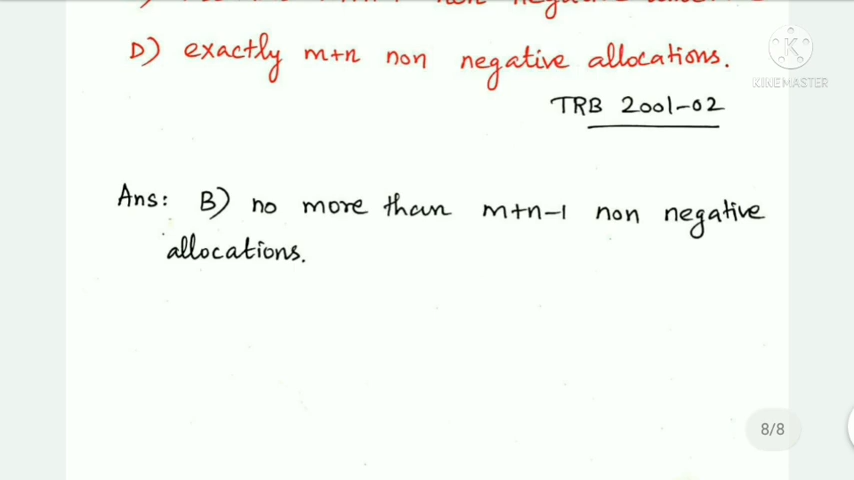 D) exactly m+n non negative allocations.
KINEMASTER
TRB 2001-02
Ans: B) no more than m+n-1 non negative
allocations.
8/8